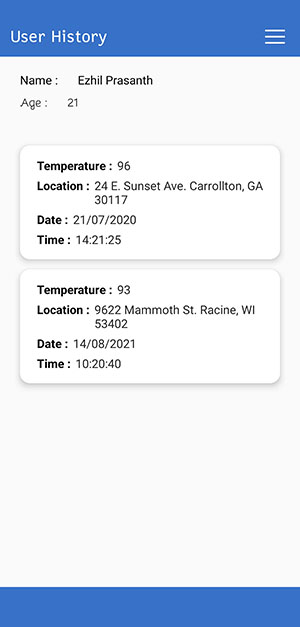 User History
Name : Ezhil Prasanth
Age : 21
Temperature : 96
Location : 24 E. Sunset Ave. Carrollton, GA
30117
Date : 21/07/2020
Time : 14:21:25
Temperature : 93
Location : 9622 Mammoth St. Racine, WI
53402
Date : 14/08/2021
Time : 10:20:40